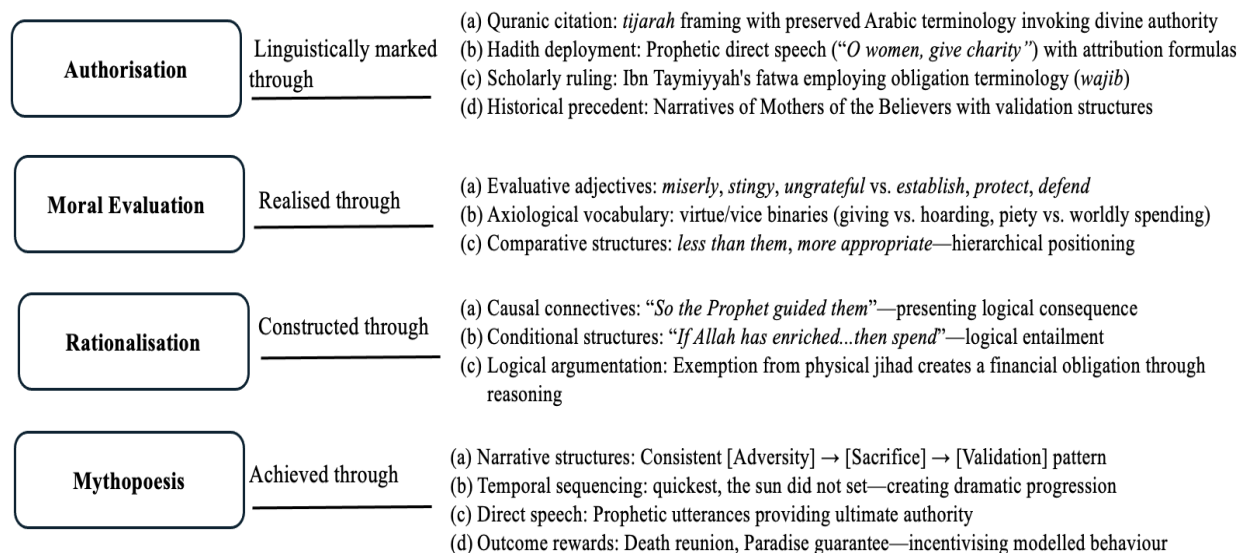 Authorisation
Linguistically marked
through
(a) Quranic citation: tijarah framing with preserved Arabic terminology invoking divine authority
(b) Hadith deployment: Prophetic direct speech (“O women, give charity”) with attribution formulas
(c) Scholarly ruling: Ibn Taymiyyah's fatwa employing obligation terminology (wajib)
(d) Historical precedent: Narratives of Mothers of the Believers with validation structures
Moral Evaluation
Realised through
(a) Evaluative adjectives: miserly, stingy, ungrateful vs. establish, protect, defend
(b) Axiological vocabulary: virtue/vice binaries (giving vs. hoarding, piety vs. worldly spending)
(c) Comparative structures: less than them, more appropriate—hierarchical positioning
Rationalisation
Constructed through
(a) Causal connectives: “So the Prophet guided them”—presenting logical consequence
(b) Conditional structures: “If Allah has enriched...then spend”—logical entailment
(c) Logical argumentation: Exemption from physical jihad creates a financial obligation through
reasoning
Mythopoesis
Achieved through
(a) Narrative structures: Consistent [Adversity] → [Sacrifice] → [Validation] pattern
(b) Temporal sequencing: quickest, the sun did not set—creating dramatic progression
(c) Direct speech: Prophetic utterances providing ultimate authority
(d) Outcome rewards: Death reunion, Paradise guarantee—incentivising modelled behaviour